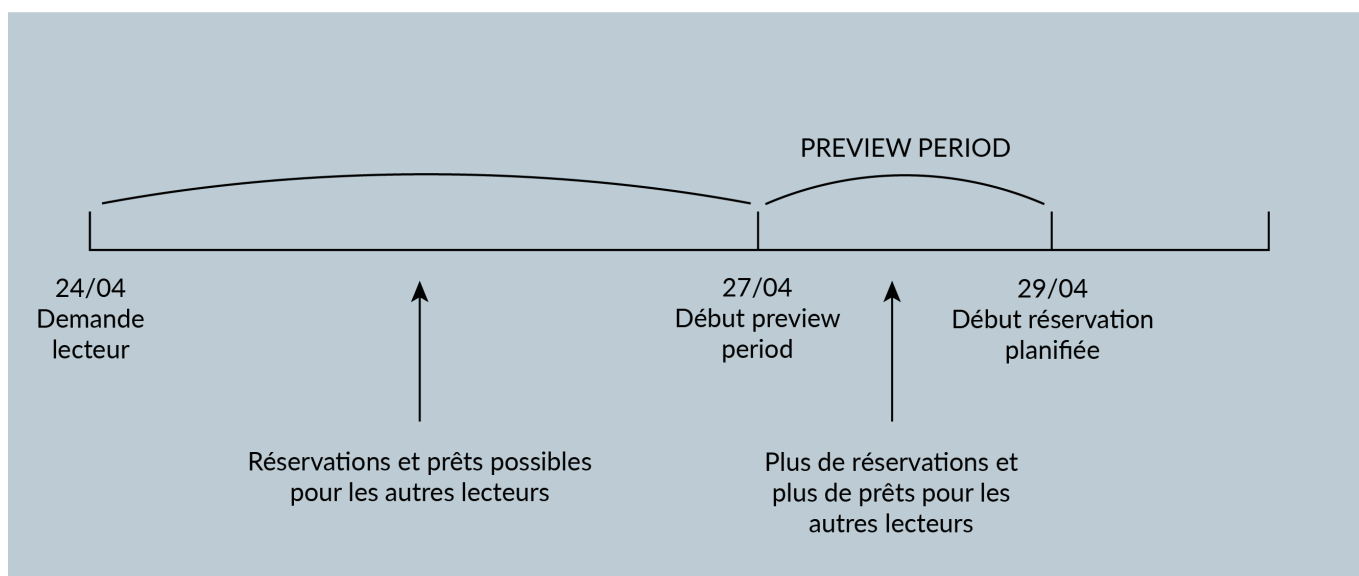 PREVIEW PERIOD
24/04
Demande
lecteur
27/04
Début preview
period
29/04
Début réservation
planifiée
Réservations et prêts possibles
pour les autres lecteurs
Plus de réservations et
plus de prêts pour les
autres lecteurs